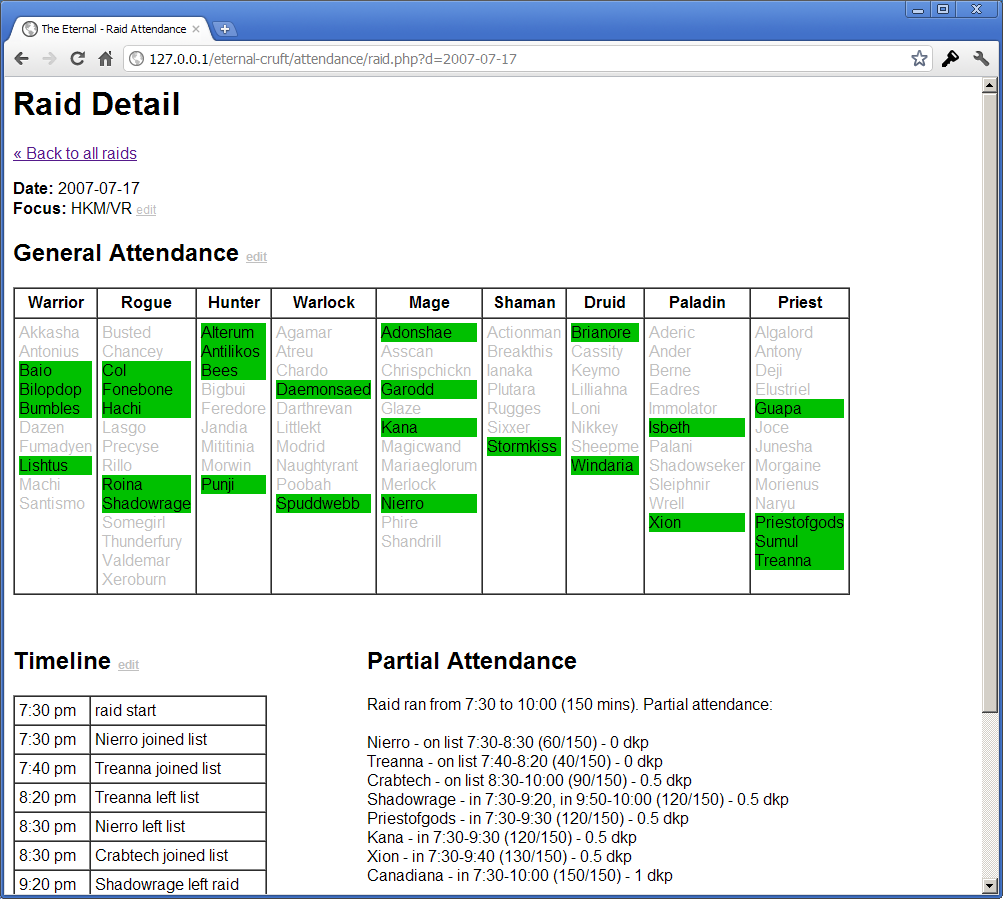 The Eternal - Raid Attendance
127.0.0.1/eternal-cruft/attendance/raid.php?d=2007-07-17
Raid Detail
« Back to all raids
Date: 2007-07-17
Focus: HKM/VR edit
General Attendance edit
Warrior Rogue Hunter Warlock Mage Shaman Druid Paladin Priest
Akkasha Busted Alterum Agamar Adonshae Actionman Brianore Aderic Algalord
Antonius Chancey Antilikos Atreu Asscan Breakthis Cassity Ander Antony
Baio Col Bees Chardo Chrispchickn Ianaka Keymo Berne Deji
Bilopdop Fonebone Bigbui Daemonsaed Garodd Plutara Lilliahna Eadres Elustriel
Bumbles Hachi Feredore Darthrevan Glaze Rugges Loni Immolator Guapa
Dazen Lasgo Jandia Littlekt Kana Sixxer Nikkey Isbeth Joce
Fumadyen Precyse Mititinia Modrid Magicwand Stormkiss Sheepme Palani Junesha
Lishtus Rillo Morwin Naughtyrant Mariaeglorum Windaria Shadowseker Morgaine
Machi Roina Punji Poobah Merlock Sleiphnir Morienus
Santismo Shadowrage Spuddwebb Nierro Wrell Naryu
Somegirl Phire Xion Priestofgods
Thunderfury Shandrill Sumul
Valdemar Treanna
Xeroburn
Timeline edit
7:30 pm raid start
7:30 pm Nierro joined list
7:40 pm Treanna joined list
8:20 pm Treanna left list
8:30 pm Nierro left list
8:30 pm Crabtech joined list
9:20 pm Shadowrage left raid
Partial Attendance
Raid ran from 7:30 to 10:00 (150 mins). Partial attendance:
Nierro - on list 7:30-8:30 (60/150) - 0 dkp
Treanna - on list 7:40-8:20 (40/150) - 0 dkp
Crabtech - on list 8:30-10:00 (90/150) - 0.5 dkp
Shadowrage - in 7:30-9:20, in 9:50-10:00 (120/150) - 0.5 dkp
Priestofgods - in 7:30-9:30 (120/150) - 0.5 dkp
Kana - in 7:30-9:30 (120/150) - 0.5 dkp
Xion - in 7:30-9:40 (130/150) - 0.5 dkp
Canadiana - in 7:30-10:00 (150/150) - 1 dkp